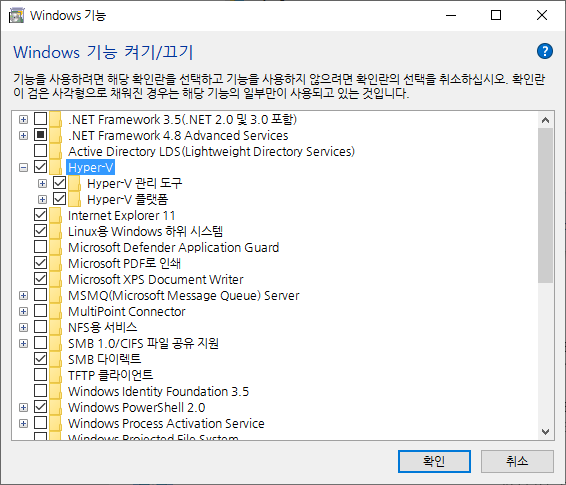 Windows 기능
Windows 기능 켜기/끄기
기능을 사용하려면 해당 확인란을 선택하고 기능을 사용하지 않으려면 확인란의 선택을 취소하십시오. 확인란
이 검은 사각형으로 채워진 경우는 해당 기능의 일부만이 사용되고 있는 것입니다.
.NET Framework 3.5(.NET 2.0 및 3.0 포함)
.NET Framework 4.8 Advanced Services
Active Directory LDS(Lightweight Directory Services)
Hyper-V
Hyper-V 관리 도구
Hyper-V 플랫폼
Internet Explorer 11
Linux용 Windows 하위 시스템
Microsoft Defender Application Guard
Microsoft PDF로 인쇄
Microsoft XPS Document Writer
MSMQ(Microsoft Message Queue) Server
MultiPoint Connector
NFS용 서비스
SMB 1.0/CIFS 파일 공유 지원
SMB 다이렉트
TFTP 클라이언트
Windows Identity Foundation 3.5
Windows PowerShell 2.0
Windows Process Activation Service
Windows Projected File System
확인
취소